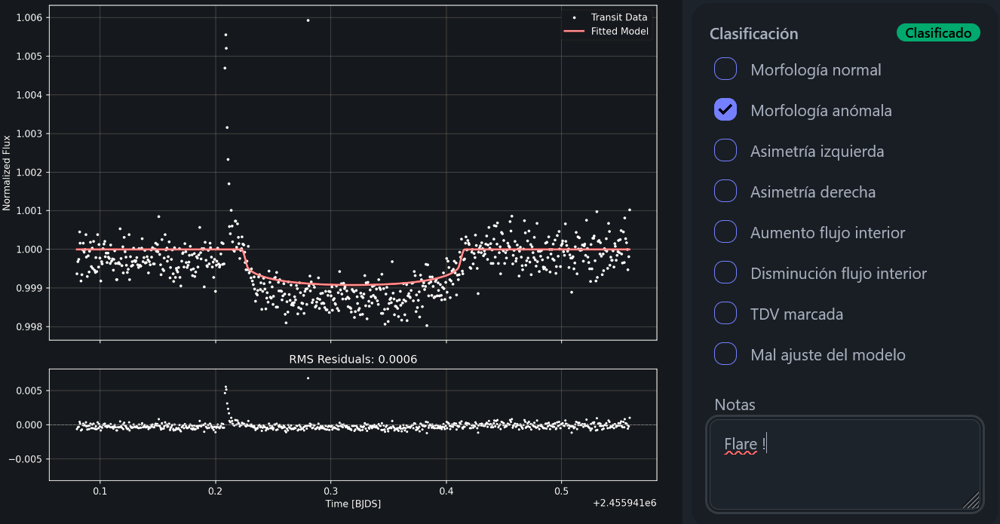 1.006
1.005
1.004
1.003
1.002
1.001
1.000
0.999
0.998
Normalized Flux
Transit Data
Fitted Model
RMS Residuals: 0.0006
0.005
0.000
−0.005
0.1
0.2
0.3
0.4
0.5
Time [BJDS]
+2.455941e6
Clasificación
Clasificado
Morfología normal
Morfología anómala
Asimetría izquierda
Asimetría derecha
Aumento flujo interior
Disminución flujo interior
TDV marcada
Mal ajuste del modelo
Notas
Flare !